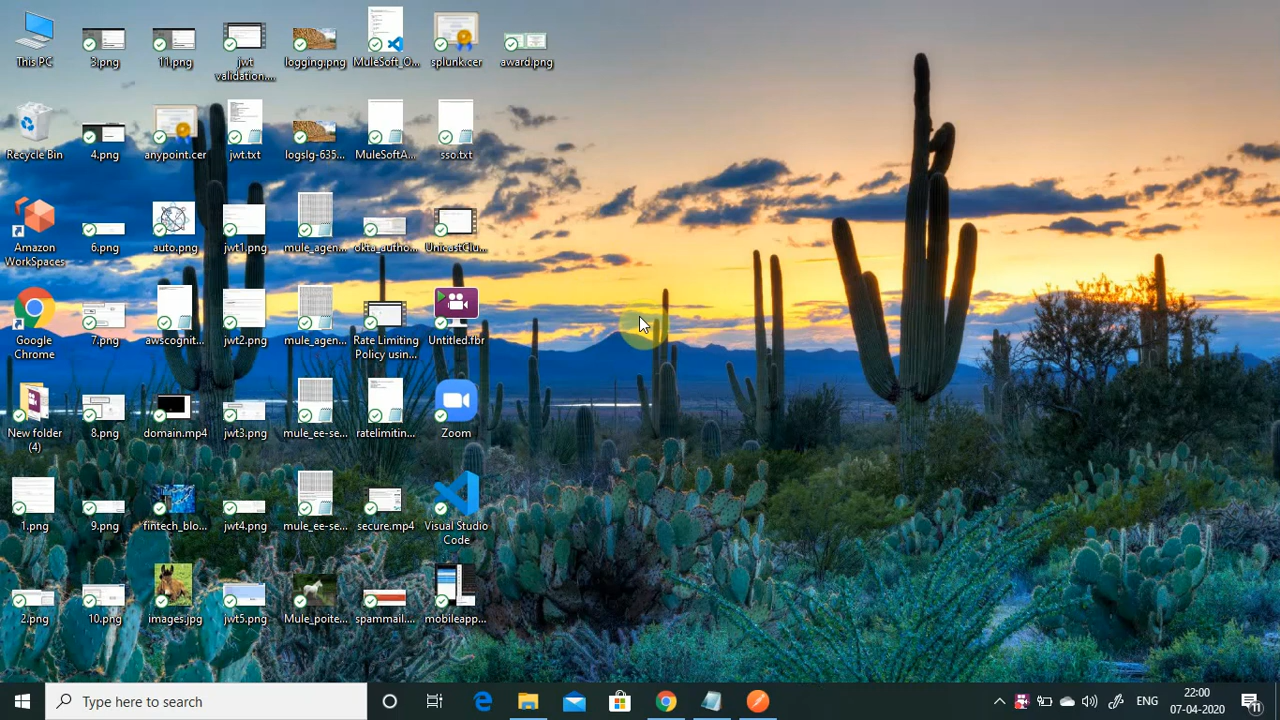 This PC
3.png
11.png
jwt
validation....
logging.png
MuleSoft_O...
splunk.cer
award.png
Recycle Bin
4.png
anypoint.cer
jwt.txt
logslg-635...
MuleSoftA...
sso.txt
Amazon
WorkSpaces
6.png
auto.png
jwt1.png
mule_agen...
okta_autho...
UnicastClu...
Google
Chrome
7.png
awscognit...
jwt2.png
mule_agen...
Rate Limiting
Policy usin...
Untitled.fbr
New folder
(4)
8.png
domain.mp4
jwt3.png
mule_ee-se...
ratelimitin...
Zoom
1.png
9.png
fintech_blo...
jwt4.png
mule_ee-se...
secure.mp4
Visual Studio
Code
2.png
10.png
images.jpg
jwt5.png
Mule_poite...
spammail....
mobileapp...
Type here to search
ENG
22:00
07-04-2020
11